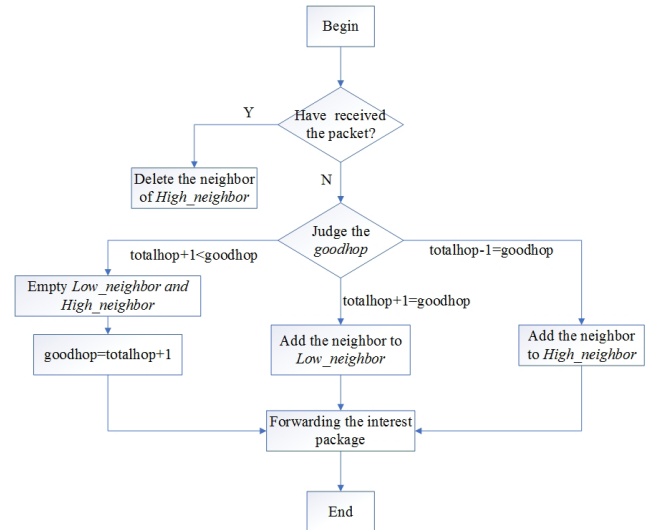 Begin
Have received
the packet?
Y
N
Delete the neighbor
of High_neighbor
Judge the
goodhop
totalhop+1<goodhop
totalhop-1=goodhop
totalhop+1=goodhop
Empty Low_neighbor and
High_neighbor
goodhop=totalhop+1
Add the neighbor to
Low_neighbor
Add the neighbor
to High_neighbor
Forwarding the interest
package
End